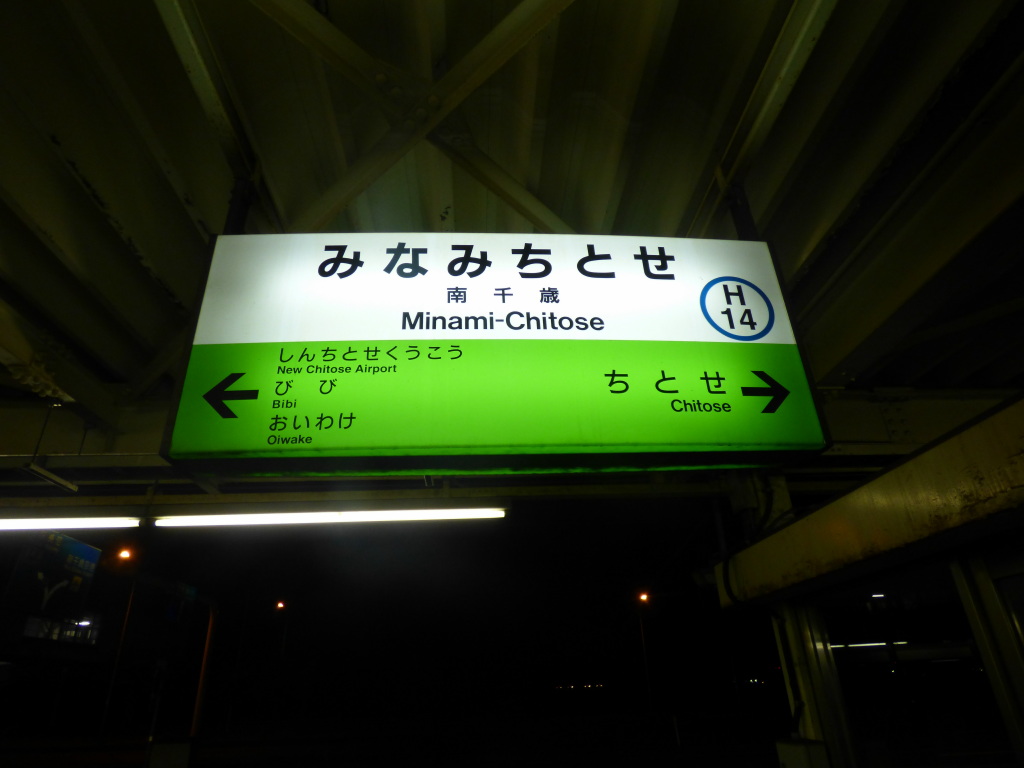 みなみちとせ
南千歳
Minami-Chitose
H
14
しんちとせくうこう
New Chitose Airport
びび
Bibi
おいわけ
Oiwake
ちとせ
Chitose